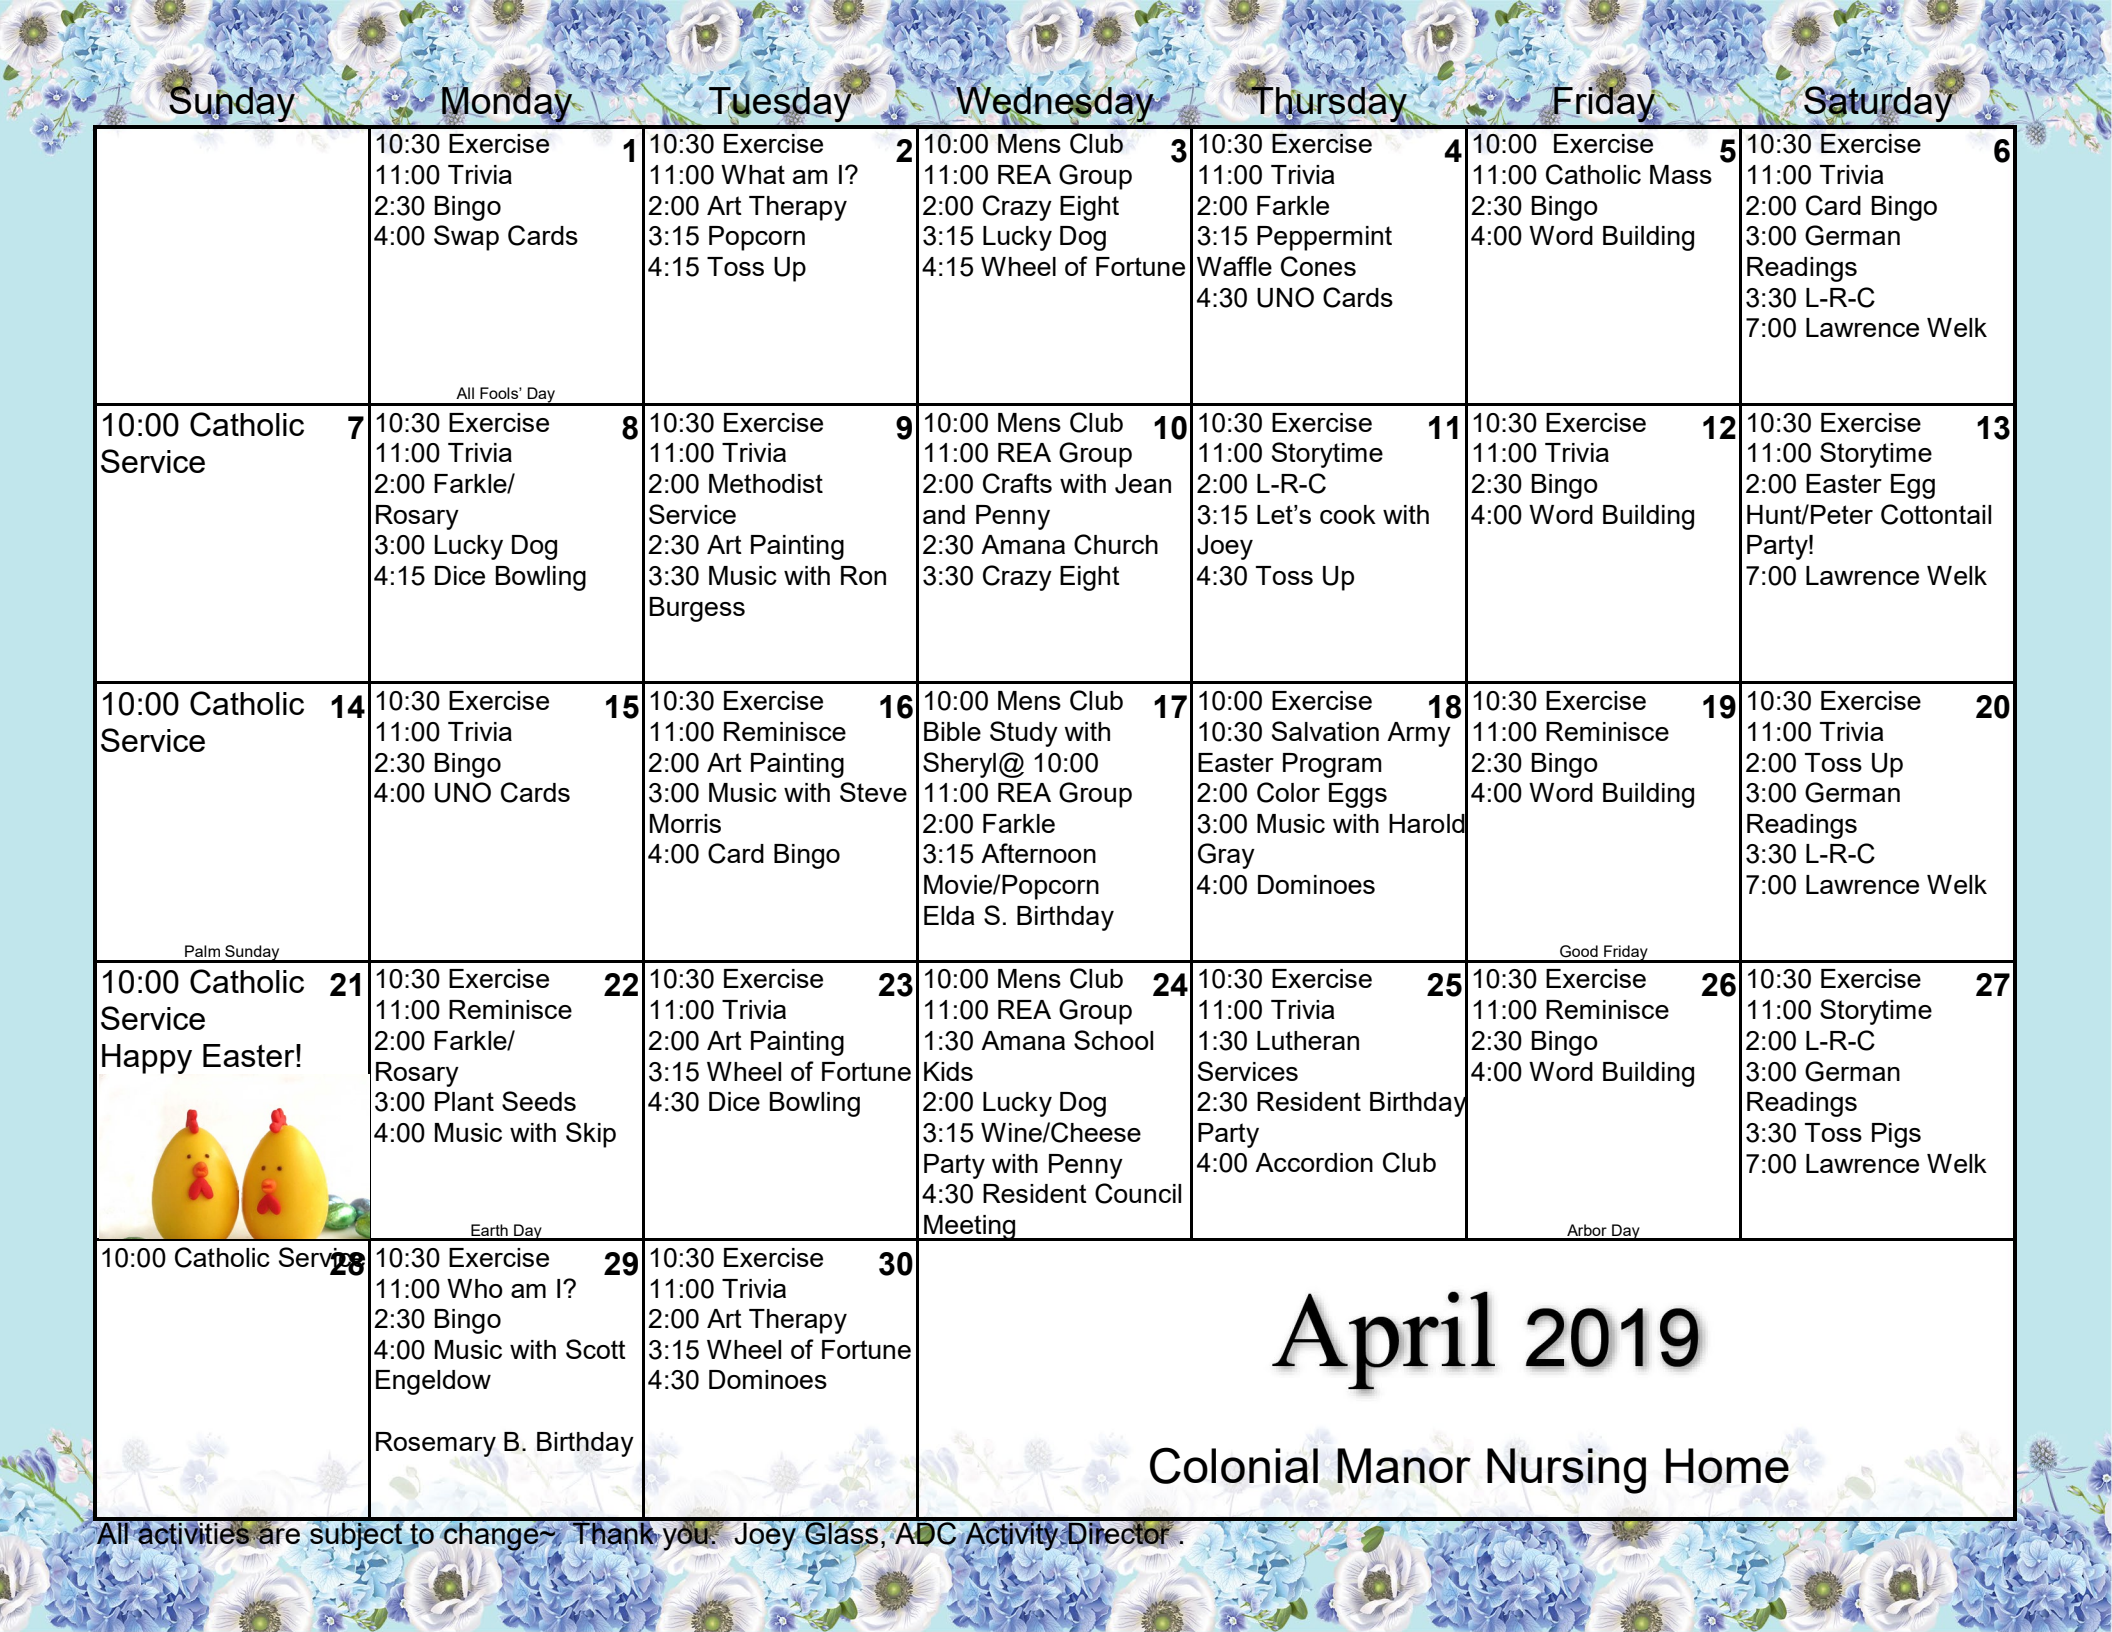 Sunday Monday Tuesday Wednesday Thursday Friday Saturday
10:30 Exercise 1
11:00 Trivia
2:30 Bingo
4:00 Swap Cards
All Fools' Day
10:30 Exercise 2
11:00 What am I?
2:00 Art Therapy
3:15 Popcorn
4:15 Toss Up
10:00 Mens Club 3
11:00 REA Group
2:00 Crazy Eight
3:15 Lucky Dog
4:15 Wheel of Fortune
10:30 Exercise 4
11:00 Trivia
2:00 Farkle
3:15 Peppermint
Waffle Cones
4:30 UNO Cards
10:00 Exercise 5
11:00 Catholic Mass
2:30 Bingo
4:00 Word Building
10:30 Exercise 6
11:00 Trivia
2:00 Card Bingo
3:00 German
Readings
3:30 L-R-C
7:00 Lawrence Welk
10:00 Catholic 7
Service
10:30 Exercise 8
11:00 Trivia
2:00 Farkle/
Rosary
3:00 Lucky Dog
4:15 Dice Bowling
10:30 Exercise 9
11:00 Trivia
2:00 Methodist
Service
2:30 Art Painting
3:30 Music with Ron
Burgess
10:00 Mens Club 10
11:00 REA Group
2:00 Crafts with Jean
and Penny
2:30 Amana Church
3:30 Crazy Eight
10:30 Exercise 11
11:00 Storytime
2:00 L-R-C
3:15 Let's cook with
Joey
4:30 Toss Up
10:30 Exercise 12
11:00 Trivia
2:30 Bingo
4:00 Word Building
10:30 Exercise 13
11:00 Storytime
2:00 Easter Egg
Hunt/Peter Cottontail
Party!
7:00 Lawrence Welk
10:00 Catholic 14
Service
Palm Sunday
10:30 Exercise 15
11:00 Trivia
2:30 Bingo
4:00 UNO Cards
10:30 Exercise 16
11:00 Reminisce
2:00 Art Painting
3:00 Music with Steve
Morris
4:00 Card Bingo
10:00 Mens Club 17
Bible Study with
Sheryl@ 10:00
11:00 REA Group
2:00 Farkle
3:15 Afternoon
Movie/Popcorn
Elda S. Birthday
10:00 Exercise 18
10:30 Salvation Army
Easter Program
2:00 Color Eggs
3:00 Music with Harold
Gray
4:00 Dominoes
10:30 Exercise 19
11:00 Reminisce
2:30 Bingo
4:00 Word Building
Good Friday
10:30 Exercise 20
11:00 Trivia
2:00 Toss Up
3:00 German
Readings
3:30 L-R-C
7:00 Lawrence Welk
10:00 Catholic 21
Service
Happy Easter!
10:30 Exercise 22
11:00 Reminisce
2:00 Farkle/
Rosary
3:00 Plant Seeds
4:00 Music with Skip
Earth Day
10:30 Exercise 23
11:00 Trivia
2:00 Art Painting
3:15 Wheel of Fortune
4:30 Dice Bowling
10:00 Mens Club 24
11:00 REA Group
1:30 Amana School
Kids
2:00 Lucky Dog
3:15 Wine/Cheese
Party with Penny
4:30 Resident Council
Meeting
10:30 Exercise 25
11:00 Trivia
1:30 Lutheran
Services
2:30 Resident Birthday
Party
4:00 Accordion Club
10:30 Exercise 26
11:00 Reminisce
2:30 Bingo
4:00 Word Building
Arbor Day
10:30 Exercise 27
11:00 Storytime
2:00 L-R-C
3:00 German
Readings
3:30 Toss Pigs
7:00 Lawrence Welk
10:00 Catholic Service 28
10:30 Exercise 29
11:00 Who am I?
2:30 Bingo
4:00 Music with Scott
Engeldow
Rosemary B. Birthday
10:30 Exercise 30
11:00 Trivia
2:00 Art Therapy
3:15 Wheel of Fortune
4:30 Dominoes
April 2019
Colonial Manor Nursing Home
All activities are subject to change~ Thank you. Joey Glass, ADC Activity Director .